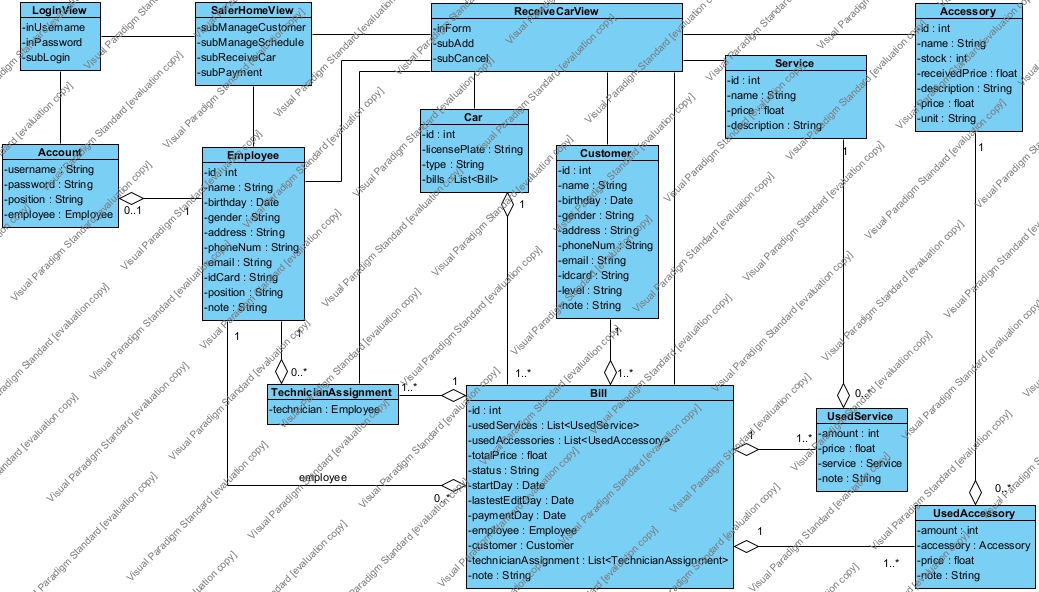 LoginView
-inUsername
-inPassword
-subLogin
SalerHomeView
-subManageCustomer
-subManageSchedule
-subReceiveCar
-subPayment
ReceiveCarView
-inForm
-subAdd
-subCancel
Accessory
-id : int
-name : String
-stock : int
-receivedPrice : float
-description : String
-price : float
-unit : String
Service
-id : int
-name : String
-price : float
-description : String
Car
-id : int
-licensePlate : String
-type : String
-bills : List<Bill>
Account
-username : String
-password : String
-position : String
-employee : Employee
0..1
1
Employee
-id : int
-name : String
-birthday : Date
-gender : String
-address : String
-phoneNum : String
-email : String
-idCard : String
-position : String
-note : String
Customer
-id : int
-name : String
-birthday : Date
-gender : String
-address : String
-phoneNum : String
-email : String
-idcard : String
-level : String
-note : String
1
1
1
1
1
1
0..*
1..*
1..*
TechnicianAssignment
-technician : Employee
1..*
1
Bill
-id : int
-usedServices : List<UsedService>
-usedAccessories : List<UsedAccessory>
-totalPrice : float
-status : String
-startDay : Date
-lastestEditDay : Date
-paymentDay : Date
-employee : Employee
-customer : Customer
-technicianAssignment : List<TechnicianAssignment>
-note : String
employee
0..*
0..*
UsedService
-amount : int
-price : float
-service : Service
-note : String
1
1..*
0..*
UsedAccessory
-amount : int
-accessory : Accessory
-price : float
-note : String
1
1..*
Visual Paradigm Standard [evaluation copy]